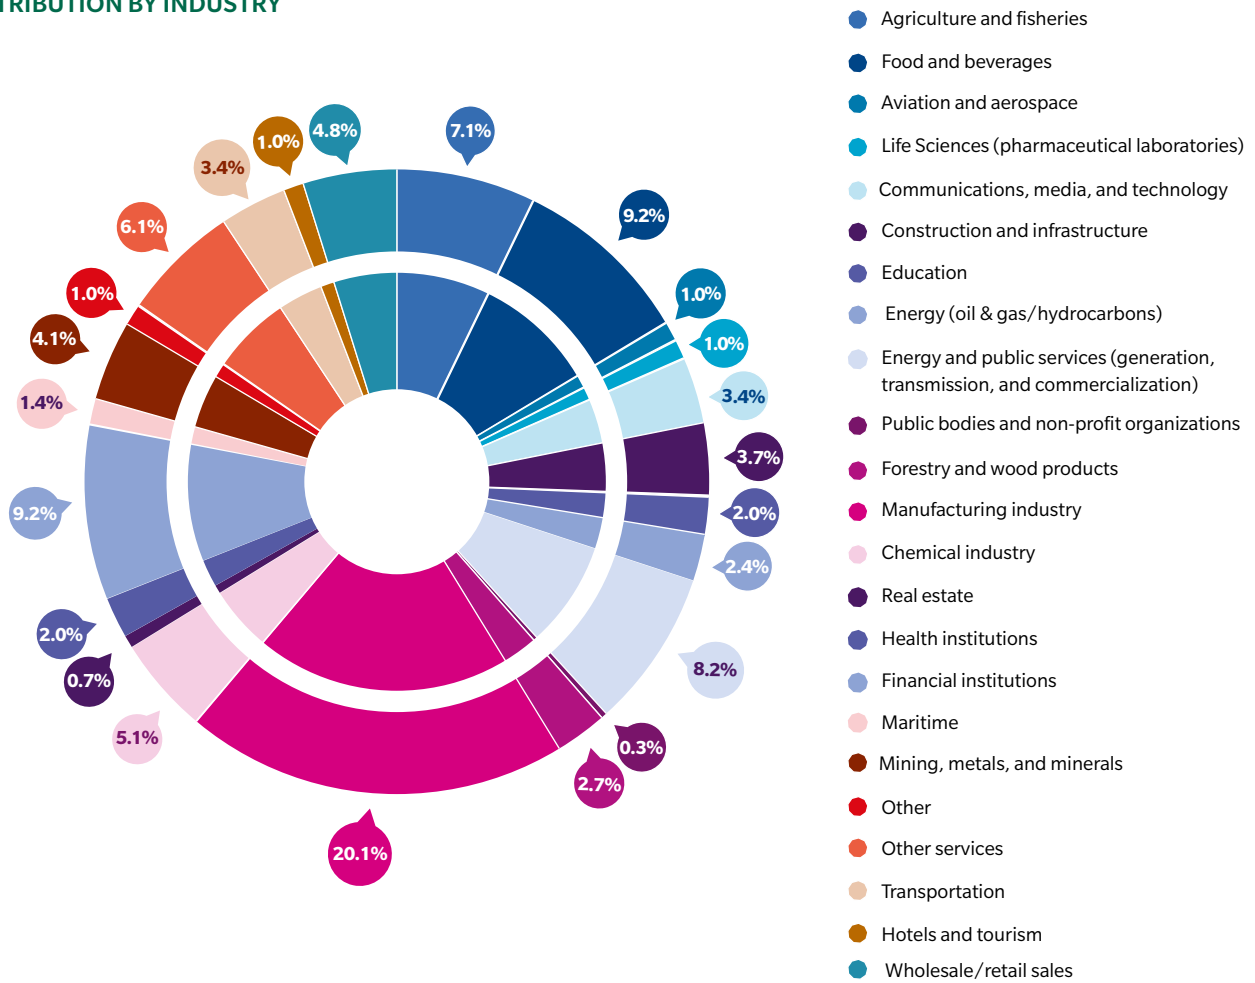 TRIBUTION BY INDUSTRY
7.1%
9.2%
1.0%
1.0%
3.4%
3.7%
2.0%
2.4%
8.2%
0.3%
2.7%
20.1%
5.1%
0.7%
2.0%
9.2%
1.4%
4.1%
1.0%
6.1%
3.4%
1.0%
4.8%
Agriculture and fisheries
Food and beverages
Aviation and aerospace
Life Sciences (pharmaceutical laboratories)
Communications, media, and technology
Construction and infrastructure
Education
Energy (oil & gas/hydrocarbons)
Energy and public services (generation,
transmission, and commercialization)
Public bodies and non-profit organizations
Forestry and wood products
Manufacturing industry
Chemical industry
Real estate
Health institutions
Financial institutions
Maritime
Mining, metals, and minerals
Other
Other services
Transportation
Hotels and tourism
Wholesale/retail sales